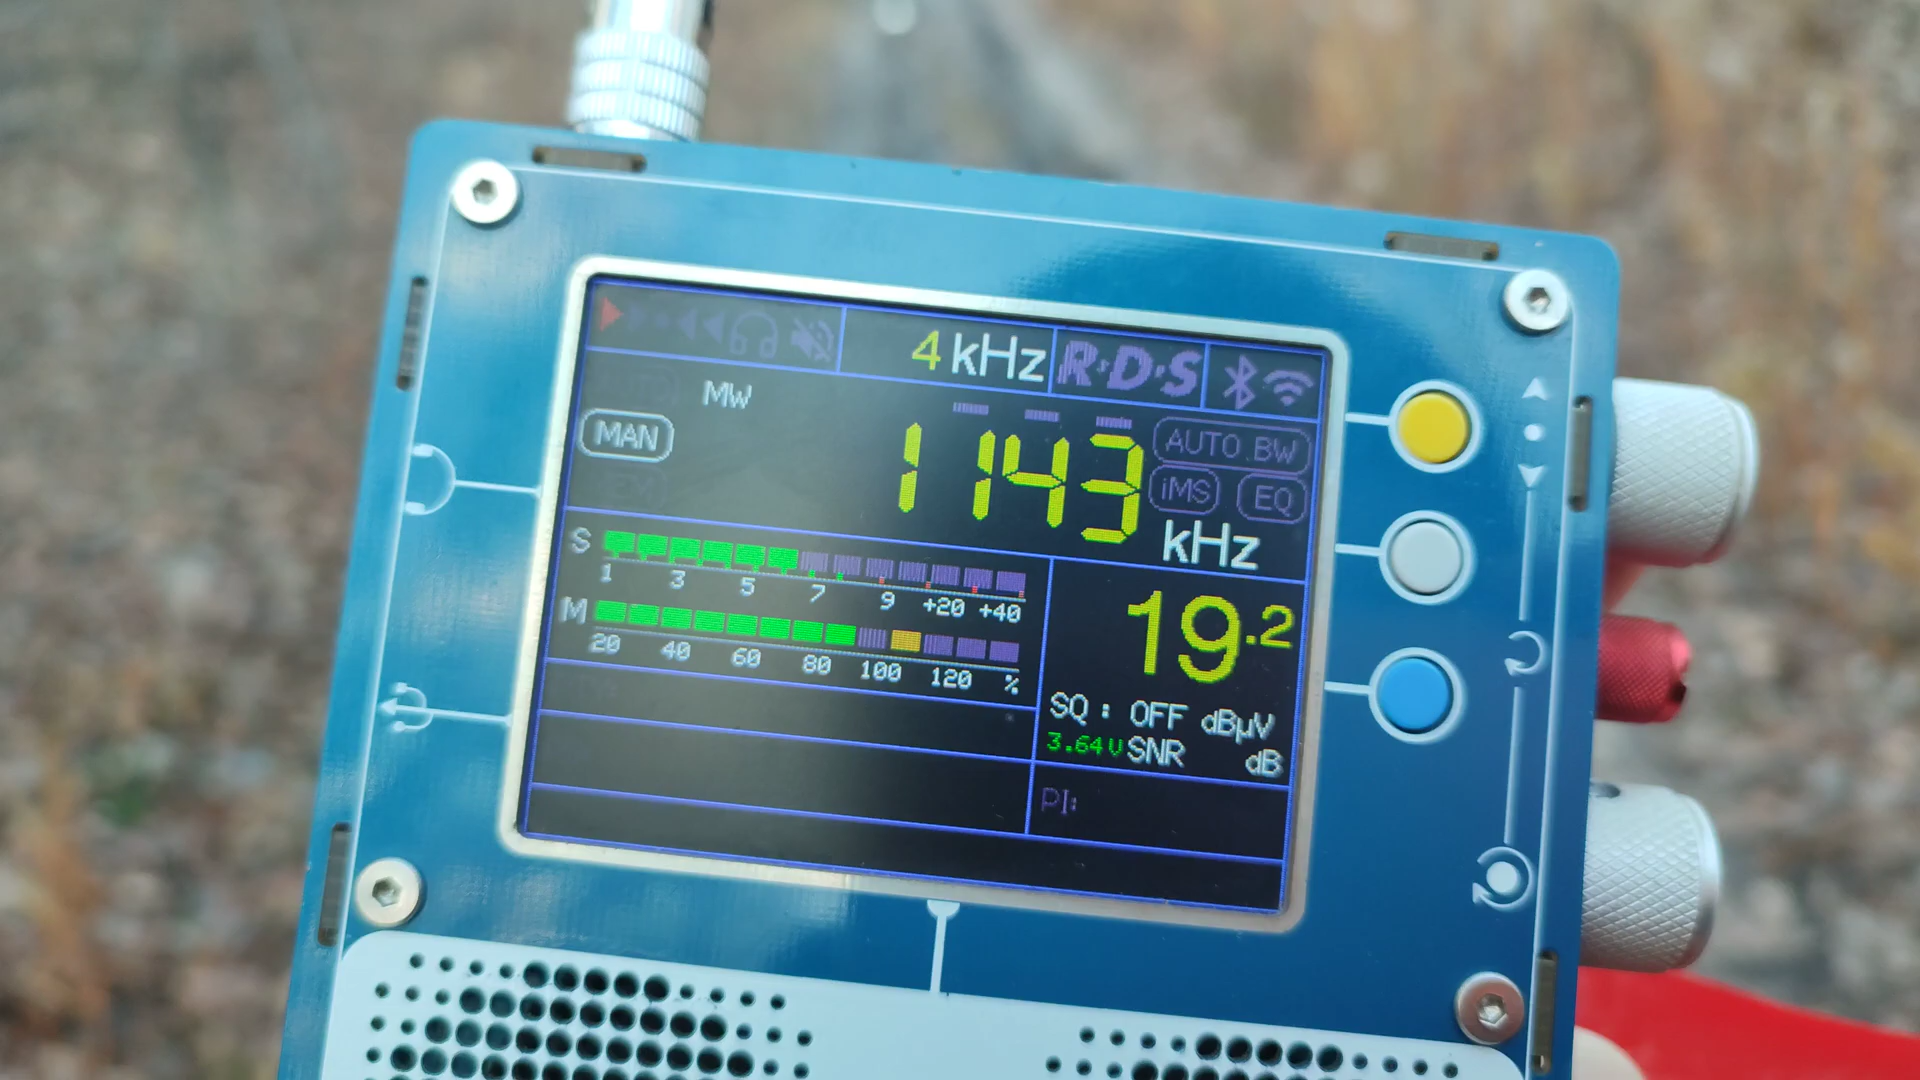 4 kHz R·D·S
MW
MAN
1143 kHz
AUTO BW
iMS EQ
S
1 3 5 7 9 +20 +40
M
20 40 60 80 100 120 %
19.2
SQ : OFF dBµV
3.64V SNR dB
PI: